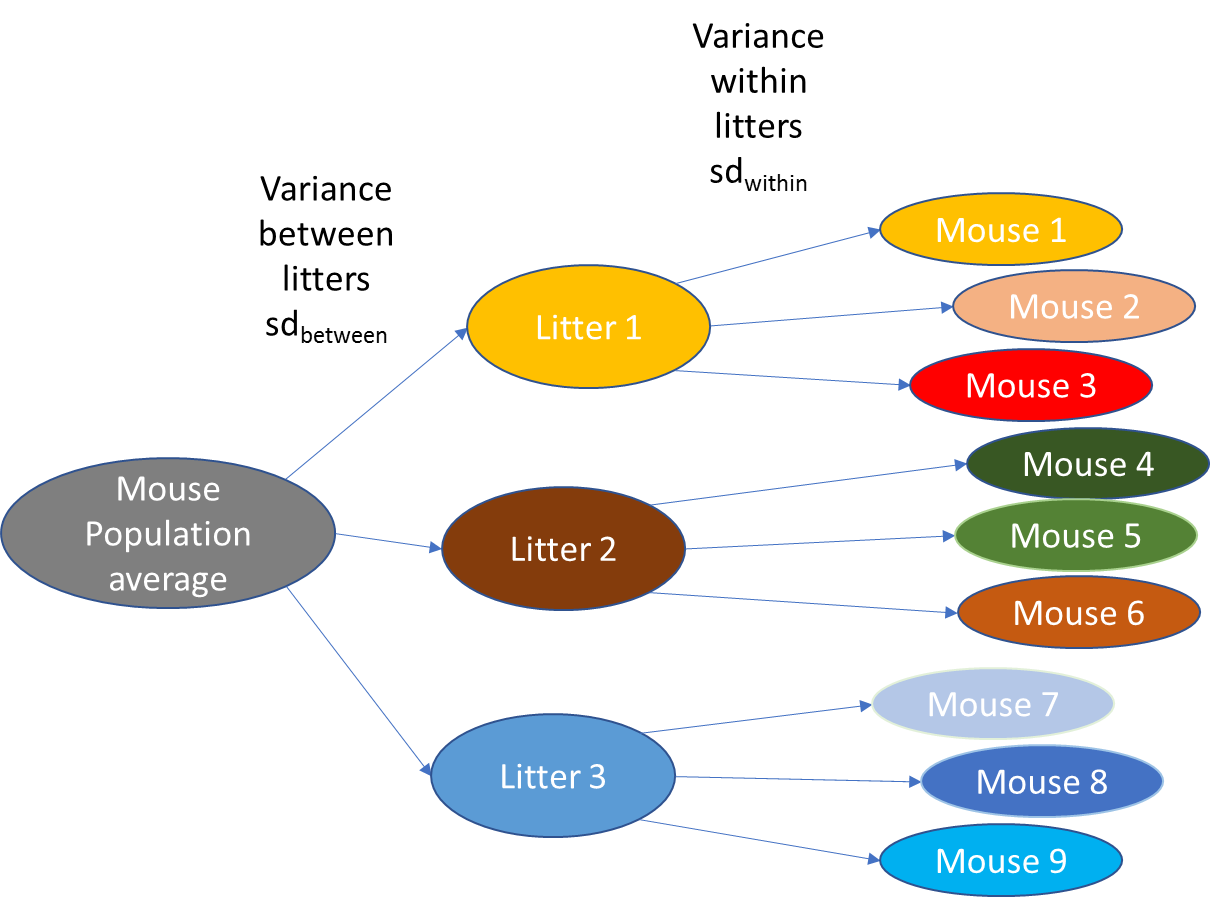 Variance
within
litters
sdwithin
Variance
between
litters
sdbetween
Mouse 1
Mouse 2
Mouse 3
Litter 1
Mouse 4
Mouse 5
Mouse 6
Litter 2
Mouse
Population
average
Mouse 7
Mouse 8
Mouse 9
Litter 3